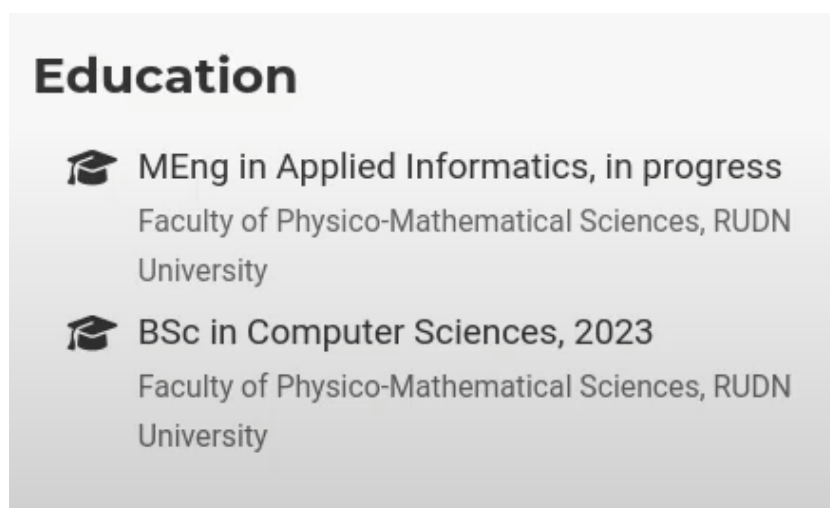 Education
MEng in Applied Informatics, in progress
Faculty of Physico-Mathematical Sciences, RUDN
University
BSc in Computer Sciences, 2023
Faculty of Physico-Mathematical Sciences, RUDN
University